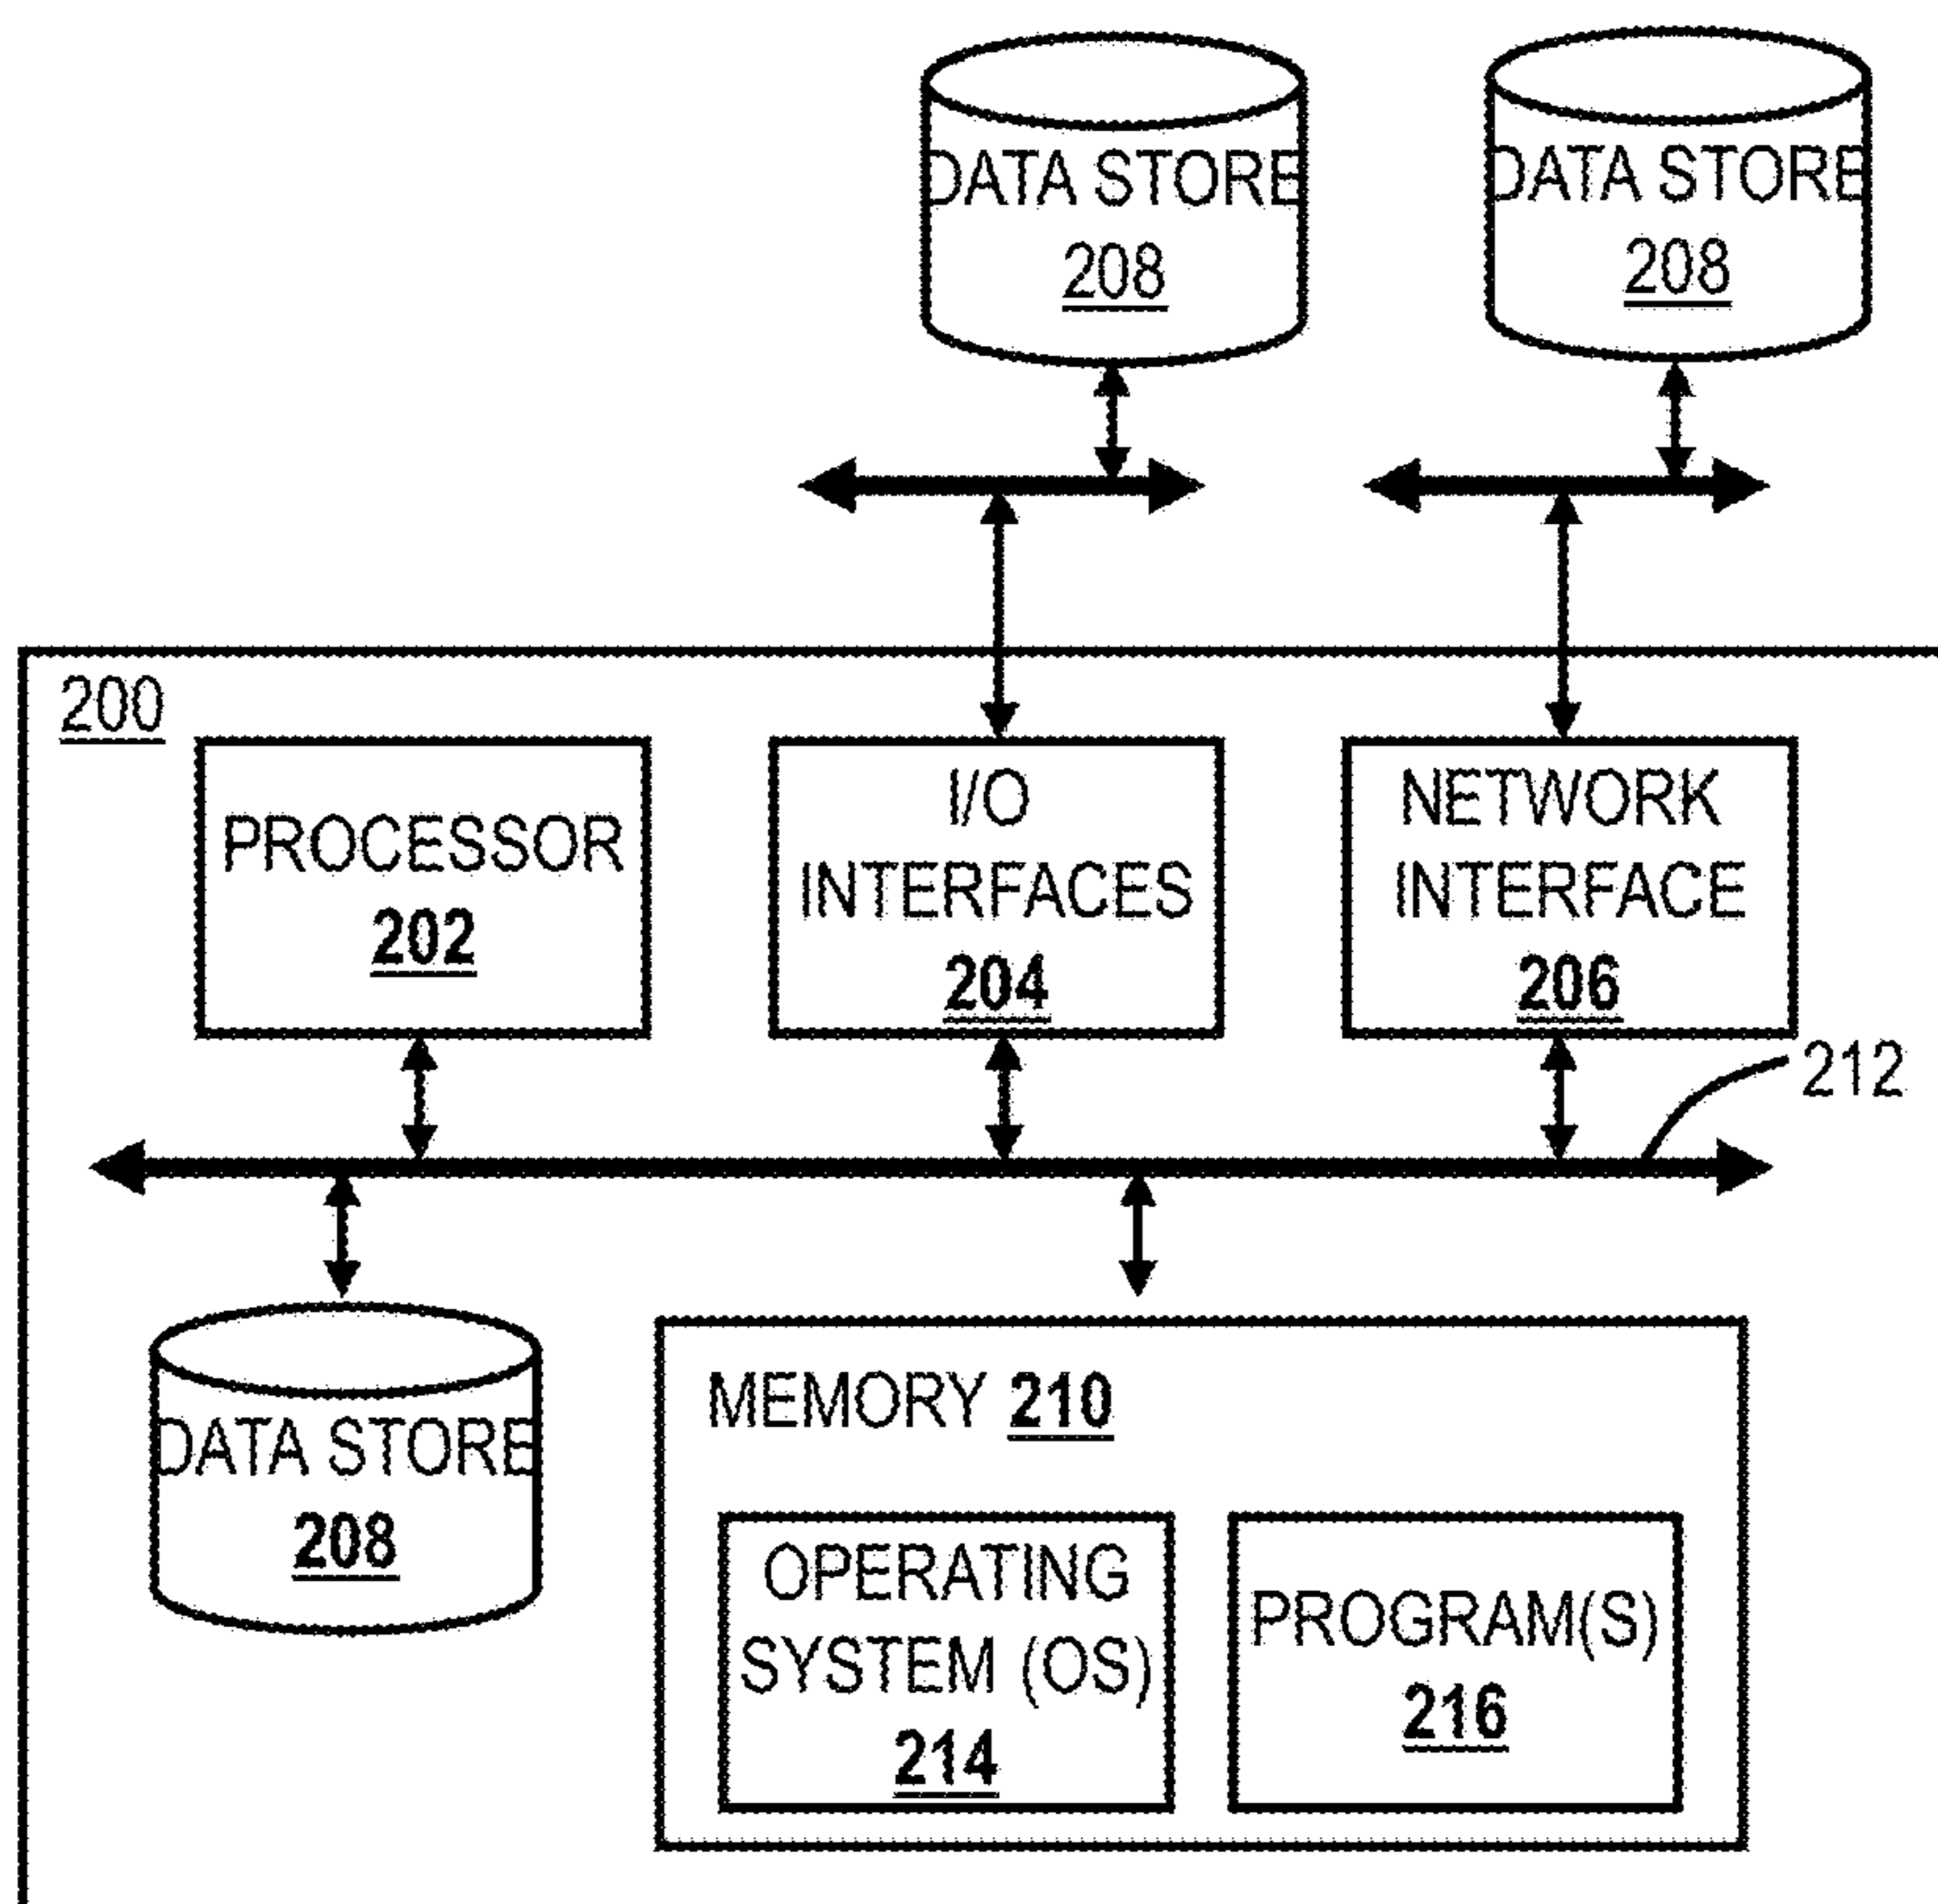 DATA STORE
208
DATA STORE
208
200
PROCESSOR
202
I/O
INTERFACES
204
NETWORK
INTERFACE
206
212
DATA STORE
208
MEMORY 210
OPERATING
SYSTEM (OS)
214
PROGRAM(S)
216